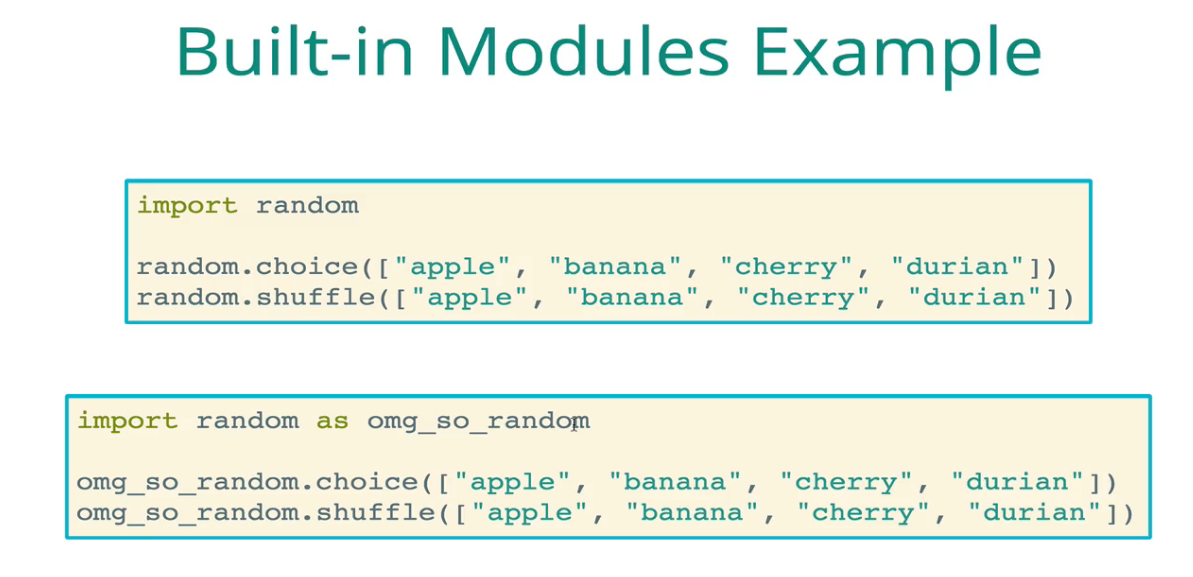 Built-in Modules Example
import random
random.choice(["apple", "banana", "cherry", "durian"])
random.shuffle(["apple", "banana", "cherry", "durian"])
import random as omg_so_random
omg_so_random.choice(["apple", "banana", "cherry", "durian"])
omg_so_random.shuffle(["apple", "banana", "cherry", "durian"])